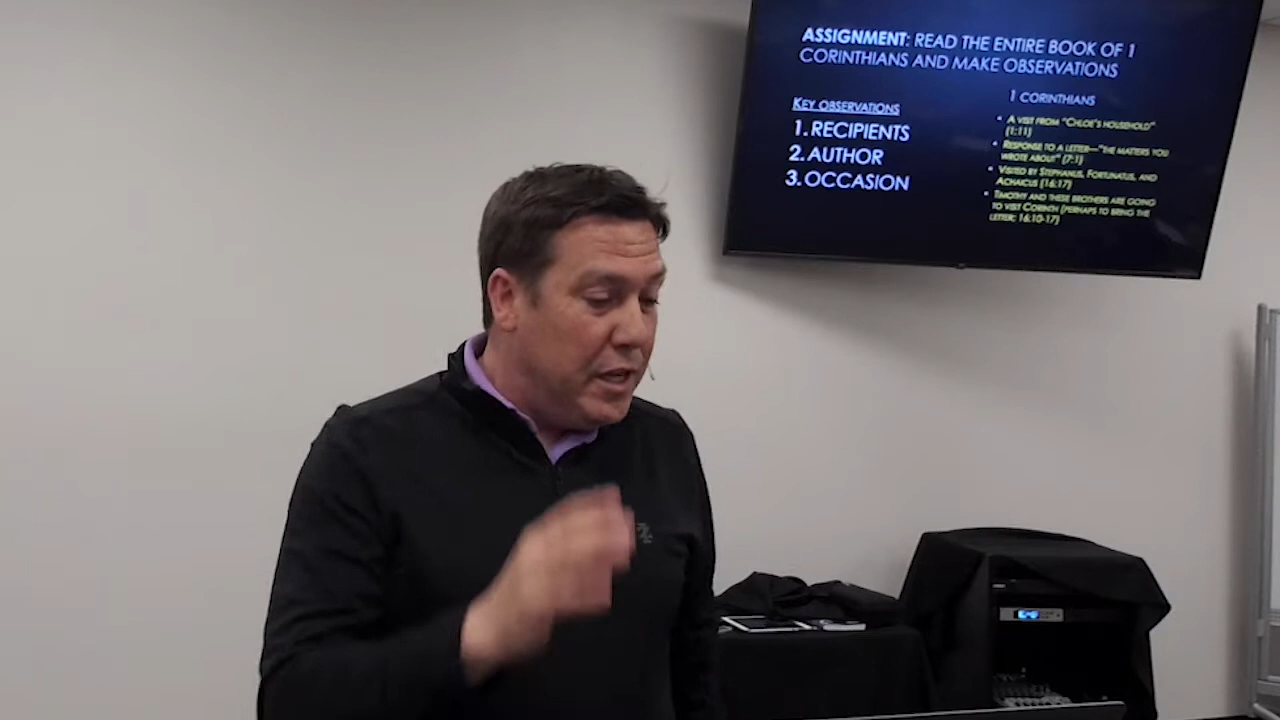 ASSIGNMENT: READ THE ENTIRE BOOK OF 1
CORINTHIANS AND MAKE OBSERVATIONS
KEY OBSERVATIONS
1. RECIPIENTS
2. AUTHOR
3. OCCASION
1 CORINTHIANS
• A VISIT FROM "CHLOE'S HOUSEHOLD"
(1:11)
• RESPONSE TO A LETTER—"THE MATTERS YOU
WROTE ABOUT" (7:1)
• VISITED BY STEPHANUS, FORTUNATUS, AND
ACHAICUS (16:17)
• TIMOTHY AND THESE BROTHERS ARE GOING
TO VISIT CORINTH (PERHAPS TO BRING THE
LETTER; 16:10-17)